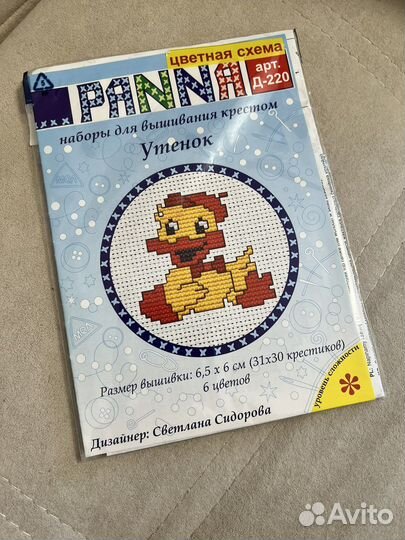 цветная схема
PANNA
арт.
Д-220
наборы для вышивания крестом
Утенок
Размер вышивки: 6,5 х 6 см (31х30 крестиков)
6 цветов
уровень сложности
Дизайнер: Светлана Сидорова
Avito